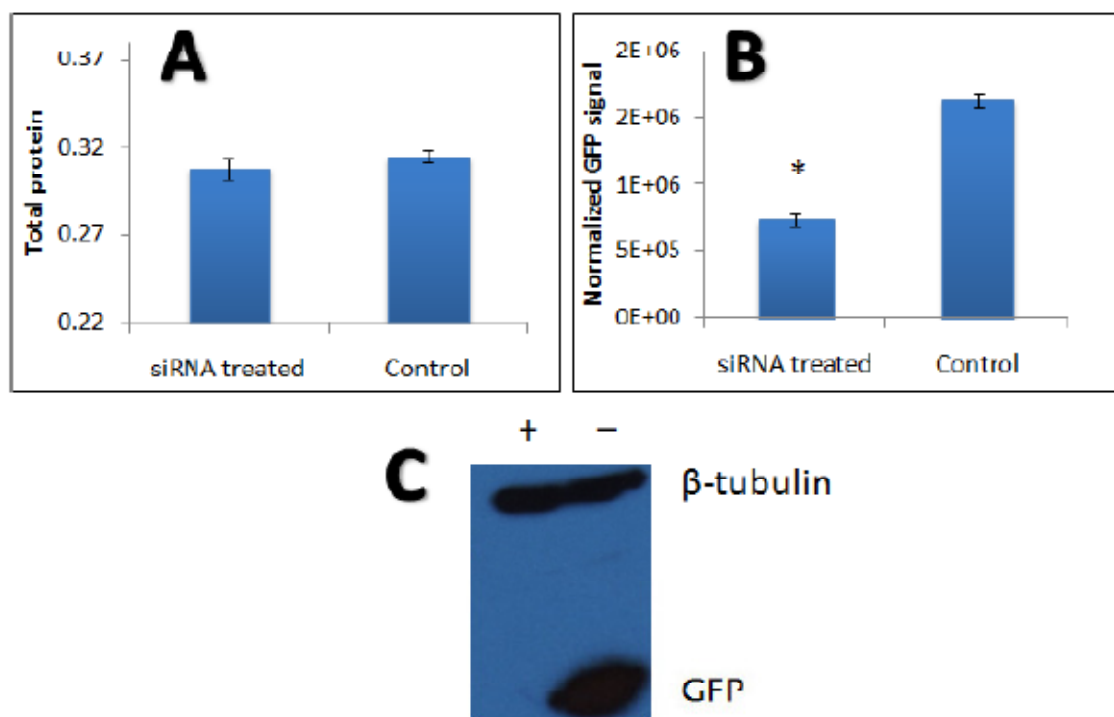 A
Total protein
0.37
0.32
0.27
0.22
siRNA treated Control
B
Normalized GFP signal
2E+06
2E+06
1E+06
5E+05
0E+00
*
siRNA treated Control
C
+ –
β-tubulin
GFP